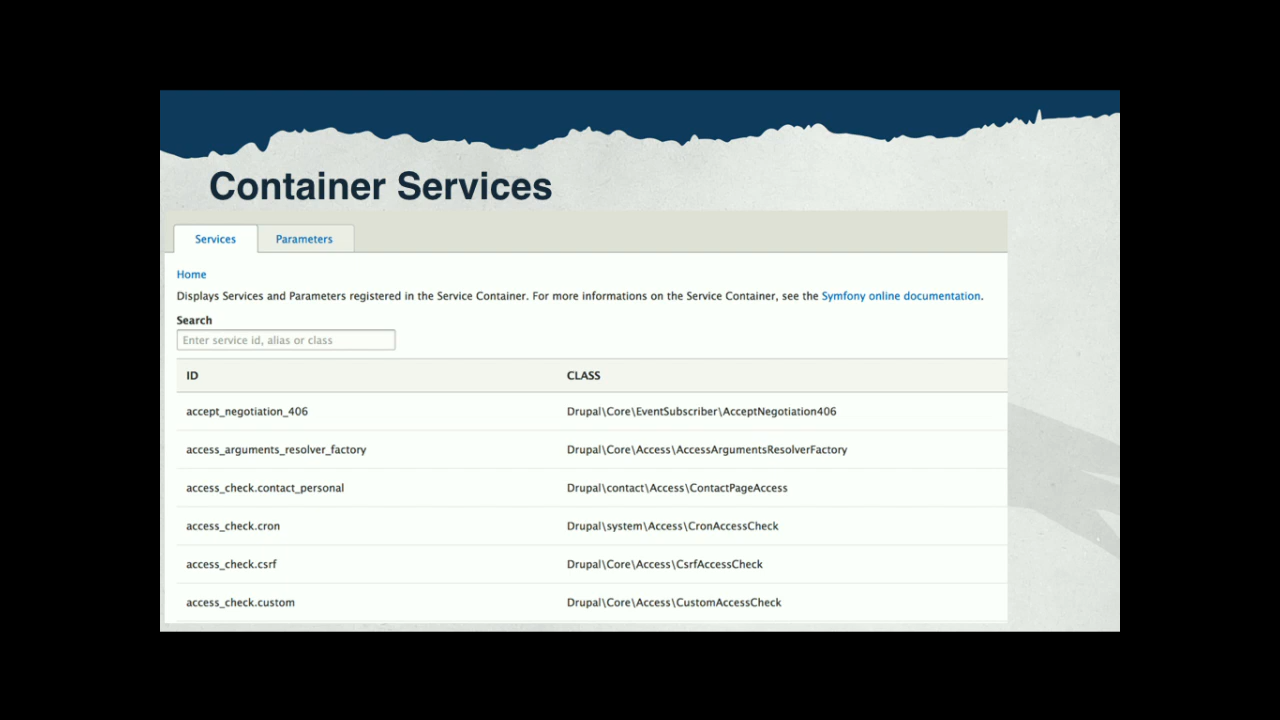 Container Services
Services Parameters
Home
Displays Services and Parameters registered in the Service Container. For more informations on the Service Container, see the Symfony online documentation.
Search
Enter service id, alias or class
ID CLASS
accept_negotiation_406 Drupal\Core\EventSubscriber\AcceptNegotiation406
access_arguments_resolver_factory Drupal\Core\Access\AccessArgumentsResolverFactory
access_check.contact_personal Drupal\contact\Access\ContactPageAccess
access_check.cron Drupal\system\Access\CronAccessCheck
access_check.csrf Drupal\Core\Access\CsrfAccessCheck
access_check.custom Drupal\Core\Access\CustomAccessCheck